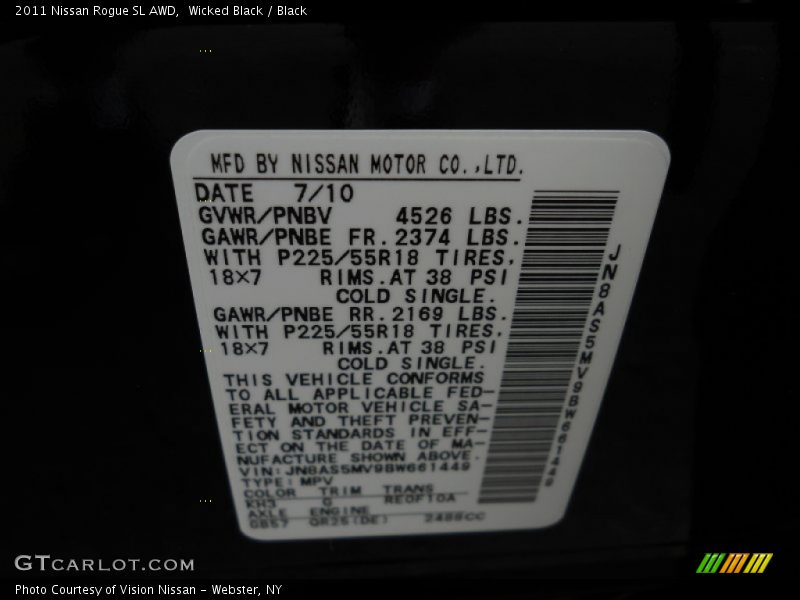 2011 Nissan Rogue SL AWD, Wicked Black / Black
MFD BY NISSAN MOTOR CO.,LTD.
DATE 7/10
GVWR/PNBV 4526 LBS.
GAWR/PNBE FR.2374 LBS.
WITH P225/55R18 TIRES.
18×7 RIMS.AT 38 PSI
COLD SINGLE.
GAWR/PNBE RR.2169 LBS.
WITH P225/55R18 TIRES.
18×7 RIMS.AT 38 PSI
COLD SINGLE.
THIS VEHICLE CONFORMS
TO ALL APPLICABLE FED-
ERAL MOTOR VEHICLE SA-
FETY AND THEFT PREVEN-
TION STANDARDS IN EFF-
ECT ON THE DATE OF MA-
NUFACTURE SHOWN ABOVE.
VIN:JN8AS5MV9BW661449
TYPE:MPV
COLOR TRIM TRANS
KH3 G RE0F10A
AXLE ENGINE
GB57 QR25(DE) 2488CC
JN8AS5MV9BW661449
GTCARLOT.COM
Photo Courtesy of Vision Nissan - Webster, NY